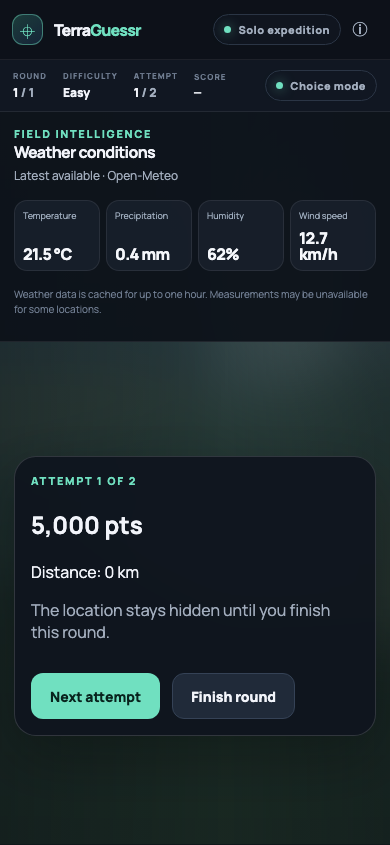 TerraGuessr
Solo expedition
ROUND
1 / 1
DIFFICULTY
Easy
ATTEMPT
1 / 2
SCORE
–
Choice mode
FIELD INTELLIGENCE
Weather conditions
Latest available · Open-Meteo
Temperature
21.5 °C
Precipitation
0.4 mm
Humidity
62%
Wind speed
12.7
km/h
Weather data is cached for up to one hour. Measurements may be unavailable
for some locations.
ATTEMPT 1 OF 2
5,000 pts
Distance: 0 km
The location stays hidden until you finish
this round.
Next attempt
Finish round